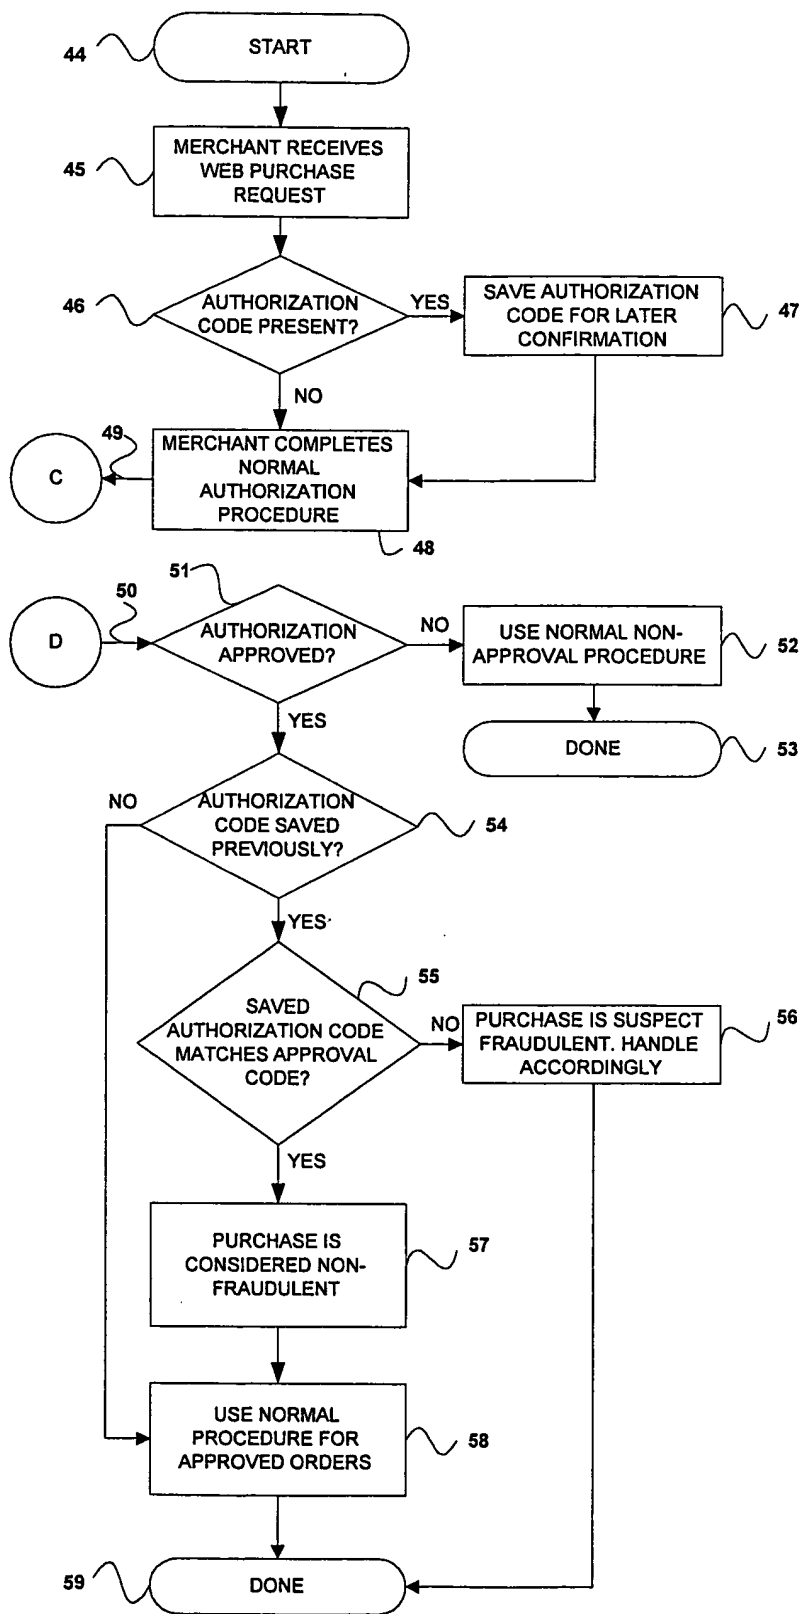 44
START
45
MERCHANT RECEIVES
WEB PURCHASE
REQUEST
46
AUTHORIZATION
CODE PRESENT?
YES
SAVE AUTHORIZATION
CODE FOR LATER
CONFIRMATION
47
NO
C
49
MERCHANT COMPLETES
NORMAL
AUTHORIZATION
PROCEDURE
48
D
50
51
AUTHORIZATION
APPROVED?
NO
USE NORMAL NON-
APPROVAL PROCEDURE
52
YES
DONE
53
NO
AUTHORIZATION
CODE SAVED
PREVIOUSLY?
54
YES
55
SAVED
AUTHORIZATION CODE
MATCHES APPROVAL
CODE?
NO
PURCHASE IS SUSPECT
FRAUDULENT. HANDLE
ACCORDINGLY
56
YES
PURCHASE IS
CONSIDERED NON-
FRAUDULENT
57
USE NORMAL
PROCEDURE FOR
APPROVED ORDERS
58
59
DONE